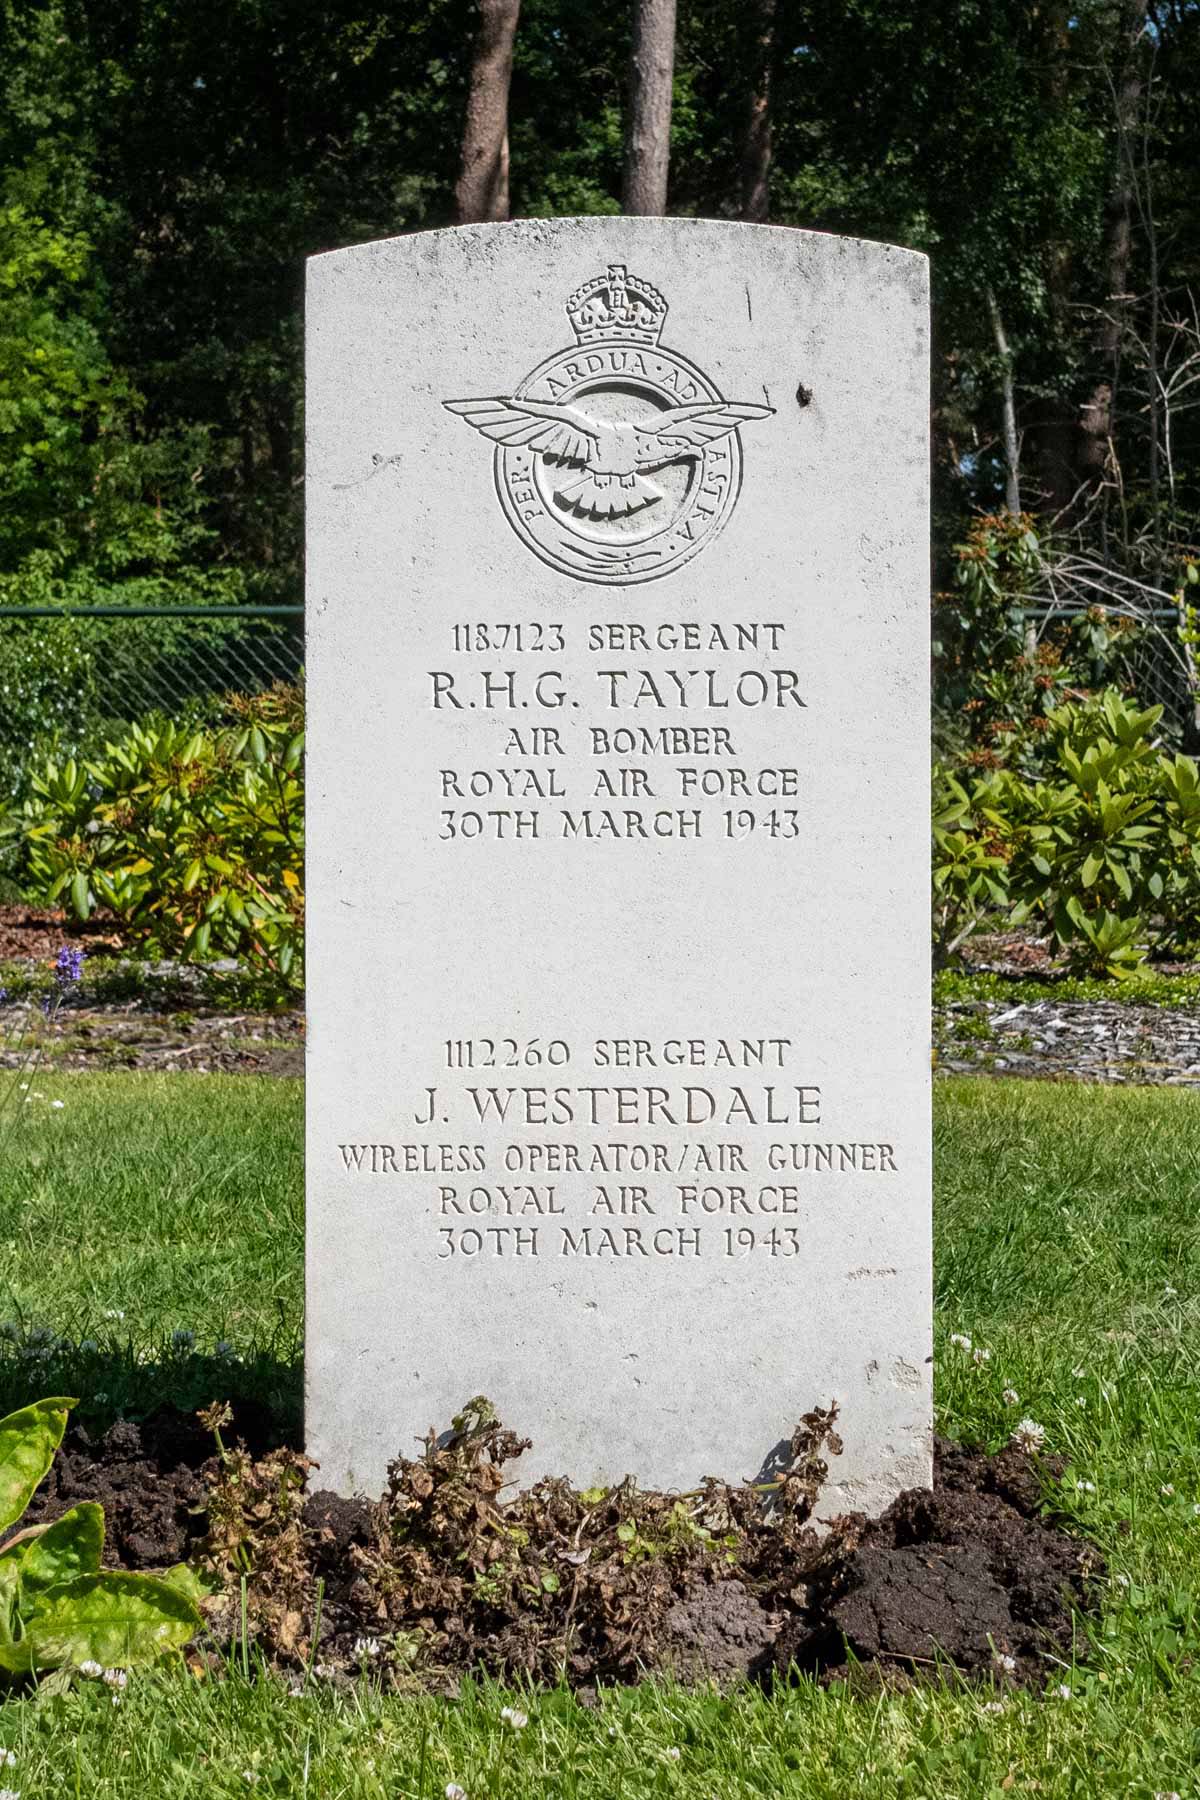 PER · ARDUA · AD · ASTRA ·
1187123 SERGEANT
R.H.G. TAYLOR
AIR BOMBER
ROYAL AIR FORCE
30TH MARCH 1943
1112260 SERGEANT
J. WESTERDALE
WIRELESS OPERATOR/AIR GUNNER
ROYAL AIR FORCE
30TH MARCH 1943